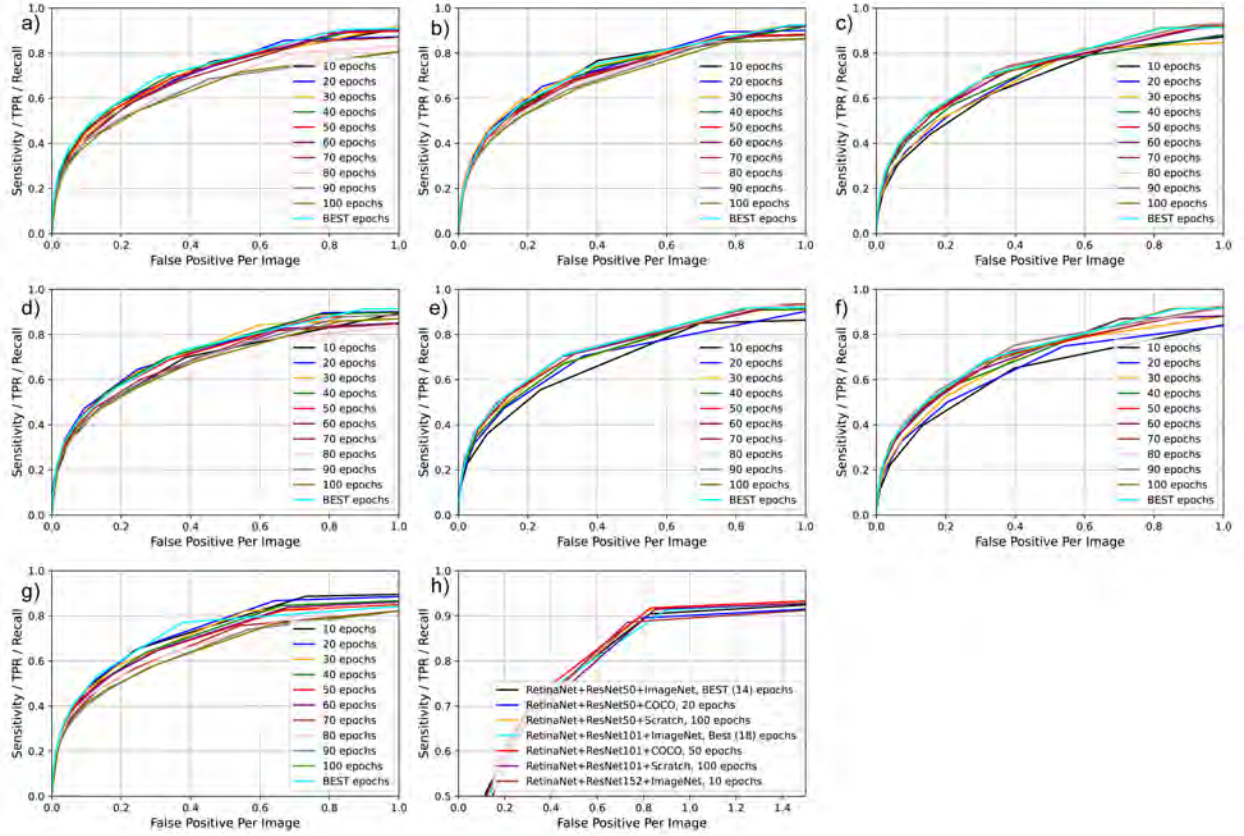 a)
Sensitivity / TPR / Recall
1.0
0.8
0.6
0.4
0.2
0.0
0.0 0.2 0.4 0.6 0.8 1.0
False Positive Per Image
10 epochs
20 epochs
30 epochs
40 epochs
50 epochs
60 epochs
70 epochs
80 epochs
90 epochs
100 epochs
BEST epochs
b)
Sensitivity / TPR / Recall
1.0
0.8
0.6
0.4
0.2
0.0
0.0 0.2 0.4 0.6 0.8 1.0
False Positive Per Image
10 epochs
20 epochs
30 epochs
40 epochs
50 epochs
60 epochs
70 epochs
80 epochs
90 epochs
100 epochs
BEST epochs
c)
Sensitivity / TPR / Recall
1.0
0.8
0.6
0.4
0.2
0.0
0.0 0.2 0.4 0.6 0.8 1.0
False Positive Per Image
10 epochs
20 epochs
30 epochs
40 epochs
50 epochs
60 epochs
70 epochs
80 epochs
90 epochs
100 epochs
BEST epochs
d)
Sensitivity / TPR / Recall
1.0
0.8
0.6
0.4
0.2
0.0
0.0 0.2 0.4 0.6 0.8 1.0
False Positive Per Image
10 epochs
20 epochs
30 epochs
40 epochs
50 epochs
60 epochs
70 epochs
80 epochs
90 epochs
100 epochs
BEST epochs
e)
Sensitivity / TPR / Recall
1.0
0.8
0.6
0.4
0.2
0.0
0.0 0.2 0.4 0.6 0.8 1.0
False Positive Per Image
10 epochs
20 epochs
30 epochs
40 epochs
50 epochs
60 epochs
70 epochs
80 epochs
90 epochs
100 epochs
BEST epochs
f)
Sensitivity / TPR / Recall
1.0
0.8
0.6
0.4
0.2
0.0
0.0 0.2 0.4 0.6 0.8 1.0
False Positive Per Image
10 epochs
20 epochs
30 epochs
40 epochs
50 epochs
60 epochs
70 epochs
80 epochs
90 epochs
100 epochs
BEST epochs
g)
Sensitivity / TPR / Recall
1.0
0.8
0.6
0.4
0.2
0.0
0.0 0.2 0.4 0.6 0.8 1.0
False Positive Per Image
10 epochs
20 epochs
30 epochs
40 epochs
50 epochs
60 epochs
70 epochs
80 epochs
90 epochs
100 epochs
BEST epochs
h)
Sensitivity / TPR / Recall
1.0
0.9
0.8
0.7
0.6
0.5
0.0 0.2 0.4 0.6 0.8 1.0 1.2 1.4
False Positive Per Image
RetinaNet+ResNet50+ImageNet, BEST (14) epochs
RetinaNet+ResNet50+COCO, 20 epochs
RetinaNet+ResNet50+Scratch, 100 epochs
RetinaNet+ResNet101+ImageNet, Best (18) epochs
RetinaNet+ResNet101+COCO, 50 epochs
RetinaNet+ResNet101+Scratch, 100 epochs
RetinaNet+ResNet152+ImageNet, 10 epochs